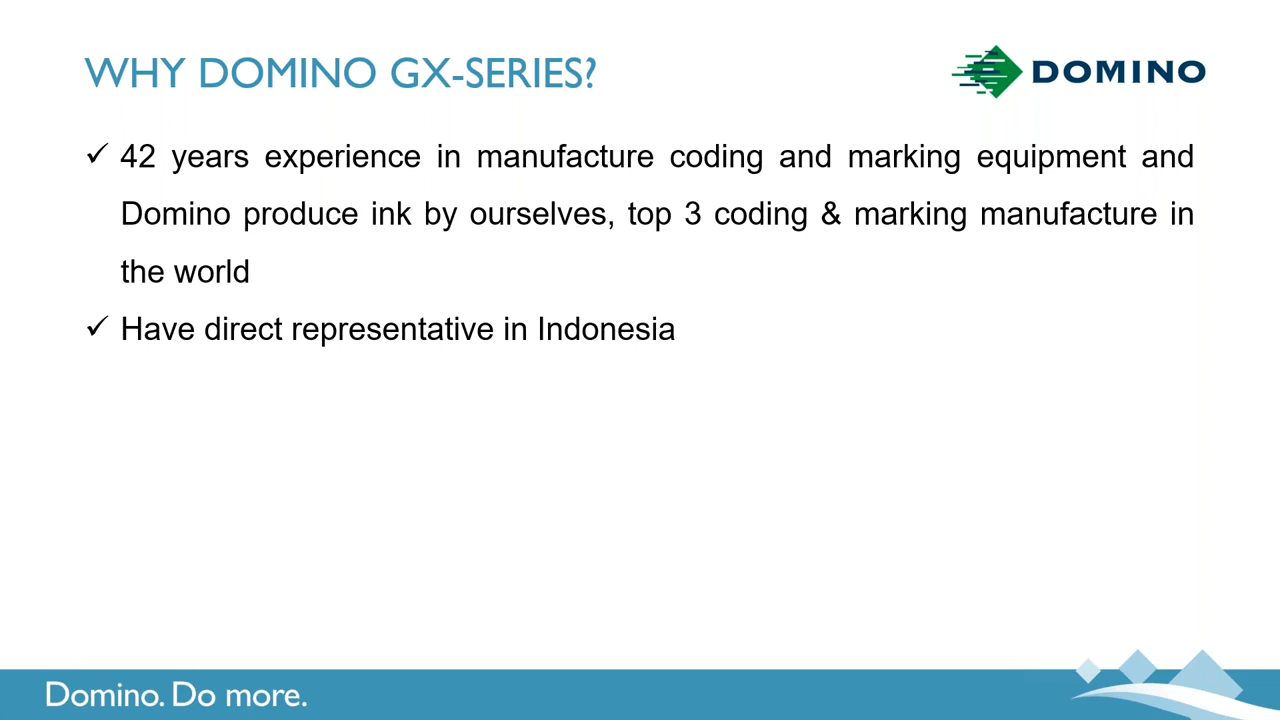 WHY DOMINO GX-SERIES?
DOMINO
✓ 42 years experience in manufacture coding and marking equipment and
Domino produce ink by ourselves, top 3 coding & marking manufacture in
the world
✓ Have direct representative in Indonesia
Domino. Do more.